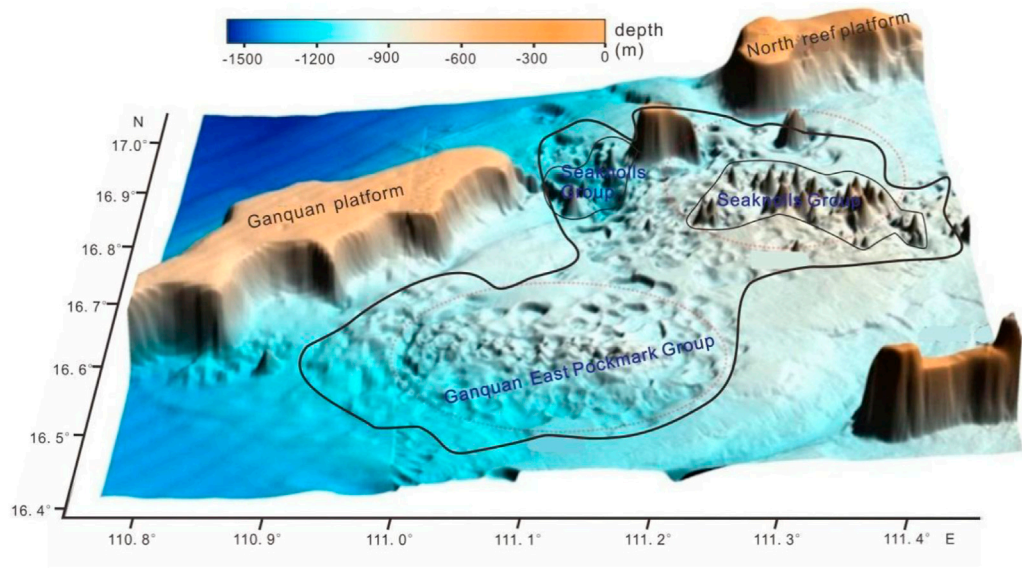 depth
(m)
-1500 -1200 -900 -600 -300 0
North reef platform
N
17.0°
16.9°
16.8°
16.7°
16.6°
16.5°
16.4°
Seaknolls
Group
Seaknolls Group
Ganquan platform
Ganquan East Pockmark Group
110.8° 110.9° 111.0° 111.1° 111.2° 111.3° 111.4° E